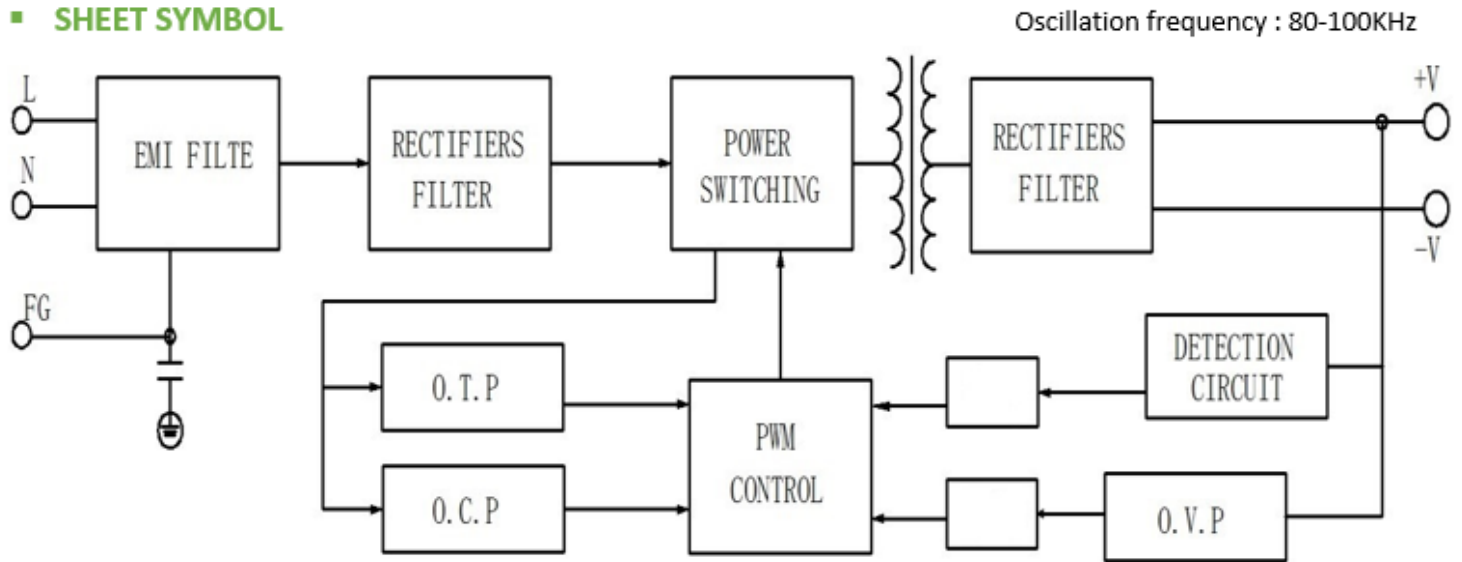 SHEET SYMBOL
Oscillation frequency : 80-100KHz
L
N
FG
EMI FILTE
RECTIFIERS
FILTER
POWER
SWITCHING
RECTIFIERS
FILTER
+V
-V
O.T.P
O.C.P
PWM
CONTROL
DETECTION
CIRCUIT
O.V.P